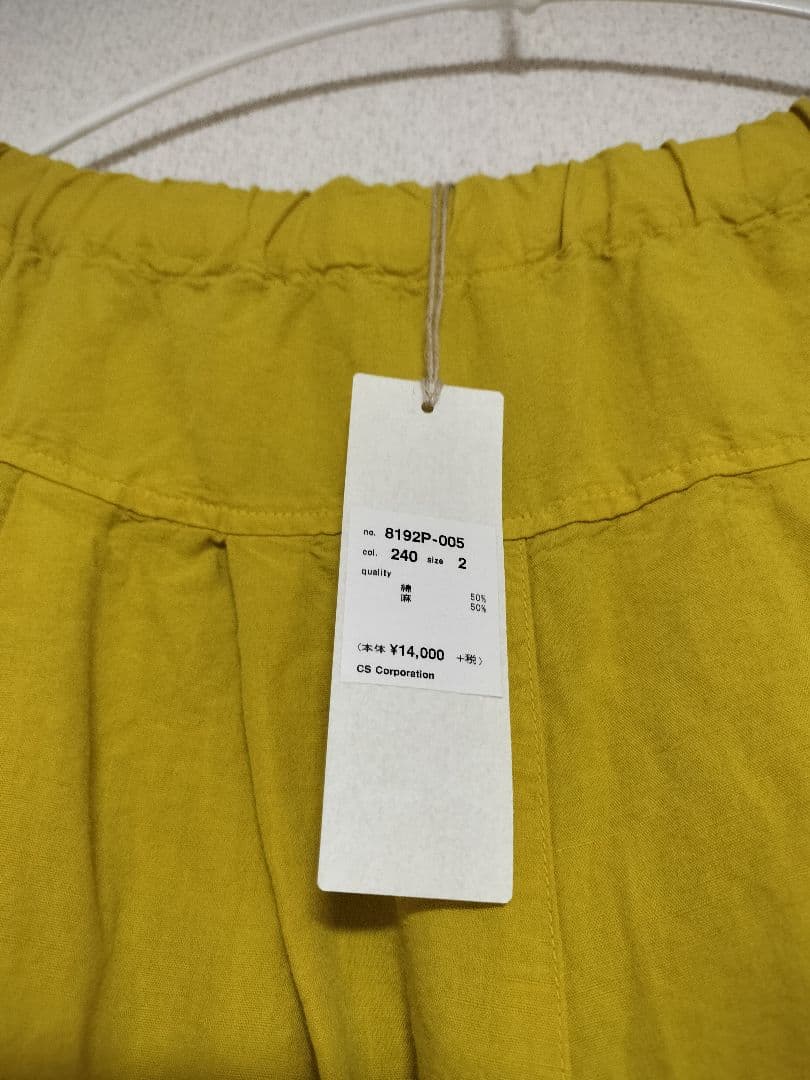 no. 8192P-005
col. 240 size 2
quality
綿 50%
麻 50%
(本体 ¥14,000 +税)
CS Corporation